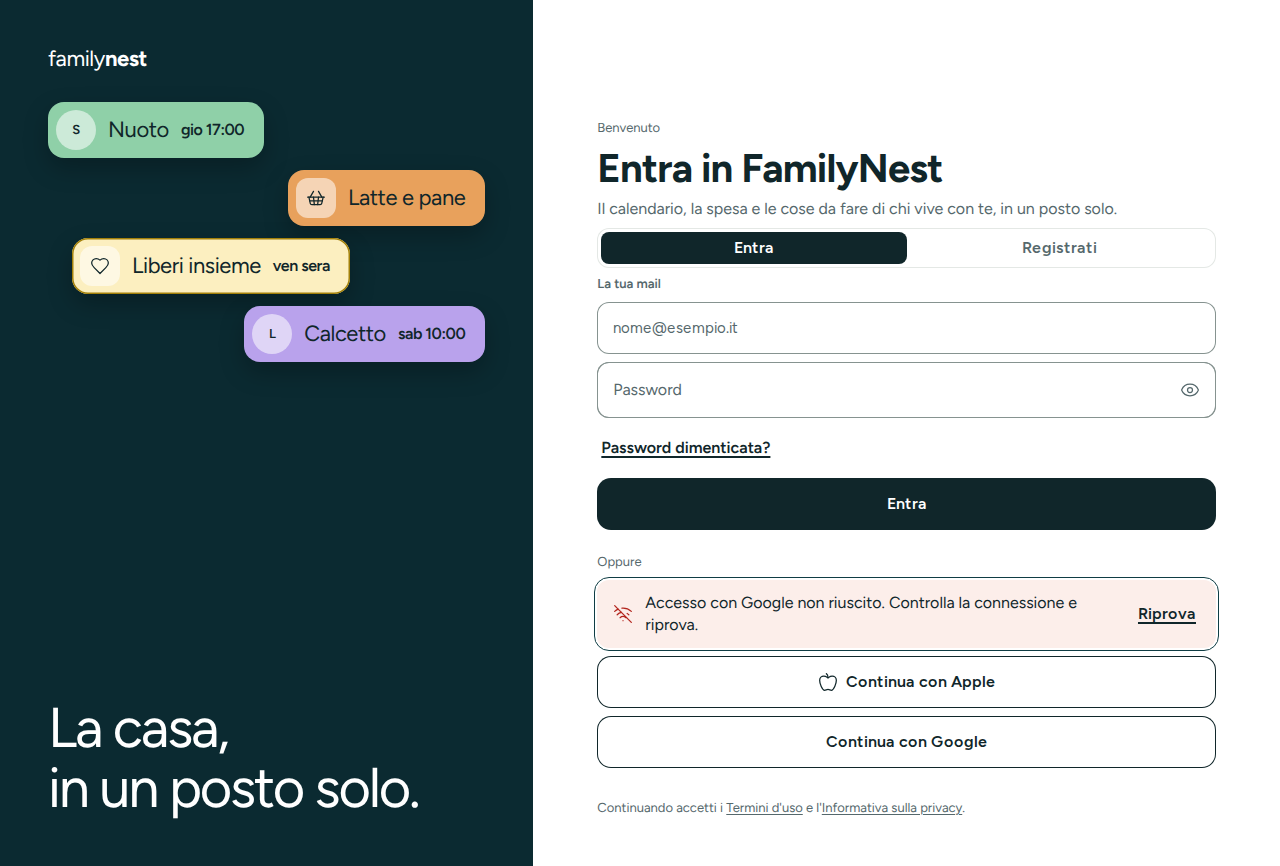 familynest
S Nuoto gio 17:00
Latte e pane
Liberi insieme ven sera
L Calcetto sab 10:00
La casa,
in un posto solo.
Benvenuto
Entra in FamilyNest
Il calendario, la spesa e le cose da fare di chi vive con te, in un posto solo.
Entra Registrati
La tua mail
nome@esempio.it
Password
Password dimenticata?
Entra
Oppure
Accesso con Google non riuscito. Controlla la connessione e
riprova.
Riprova
Continua con Apple
Continua con Google
Continuando accetti i Termini d'uso e l'Informativa sulla privacy.